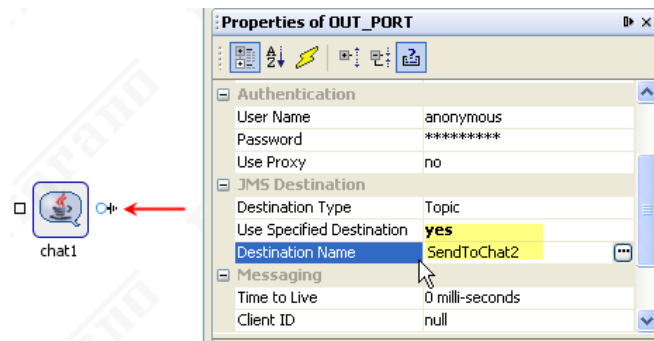 Properties of OUT_PORT
Authentication
User Name anonymous
Password *********
Use Proxy no
JMS Destination
Destination Type Topic
Use Specified Destination yes
Destination Name SendToChat2
Messaging
Time to Live 0 milli-seconds
Client ID null
chat1